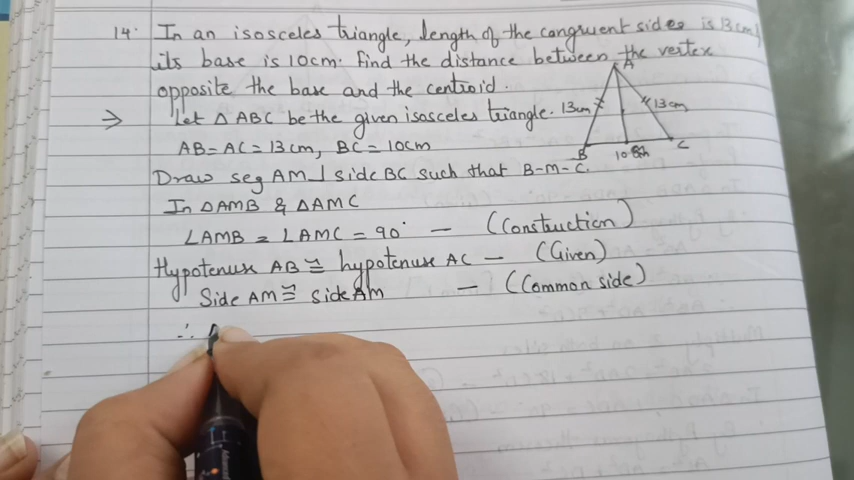 14. In an isosceles triangle, length of the congruent sides is 13cm,
its base is 10cm. Find the distance between the vertex
opposite the base and the centroid.
⇒ Let △ABC be the given isosceles triangle.
AB = AC = 13cm, BC = 10cm
A
13cm
13cm
B
10
C
Draw seg AM ⊥ side BC such that B-M-C.
In △AMB & △AMC
∠AMB = ∠AMC = 90° — (Construction)
Hypotenus AB ≅ hypotenus AC — (Given)
Side AM ≅ side AM — (Common side)
∴ △